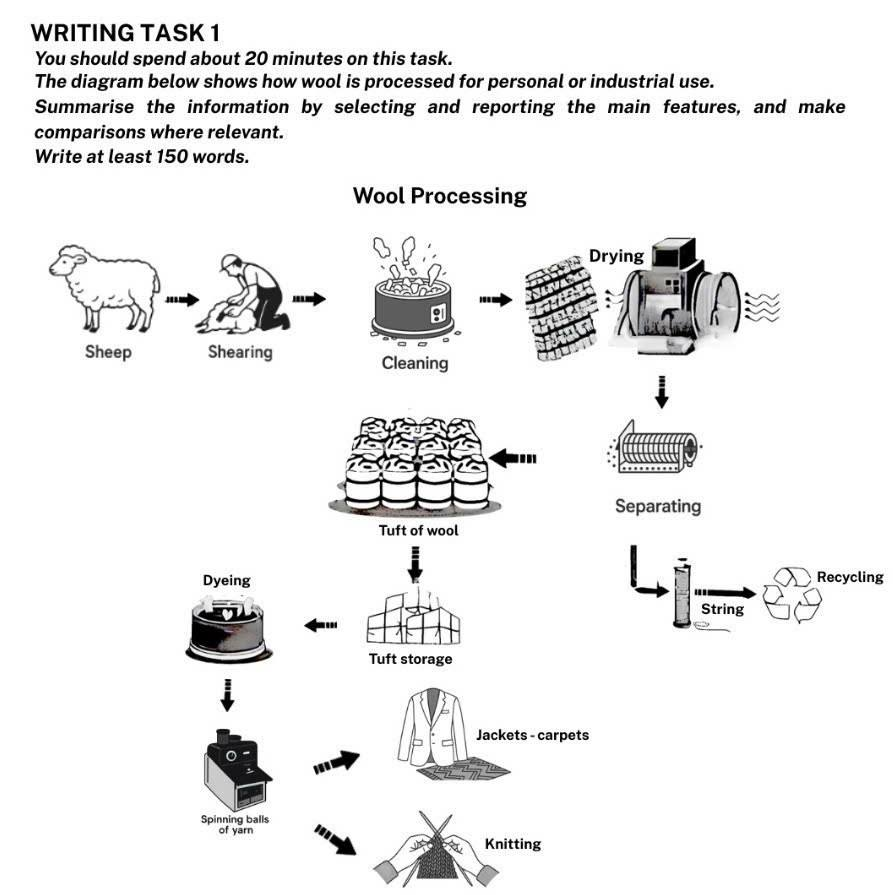 WRITING TASK 1
You should spend about 20 minutes on this task.
The diagram below shows how wool is processed for personal or industrial use.
Summarise the information by selecting and reporting the main features, and make
comparisons where relevant.
Write at least 150 words.
Wool Processing
Drying
Sheep
Shearing
Cleaning
Separating
Tuft of wool
Recycling
String
Dyeing
Tuft storage
Jackets - carpets
Spinning balls
of yarn
Knitting